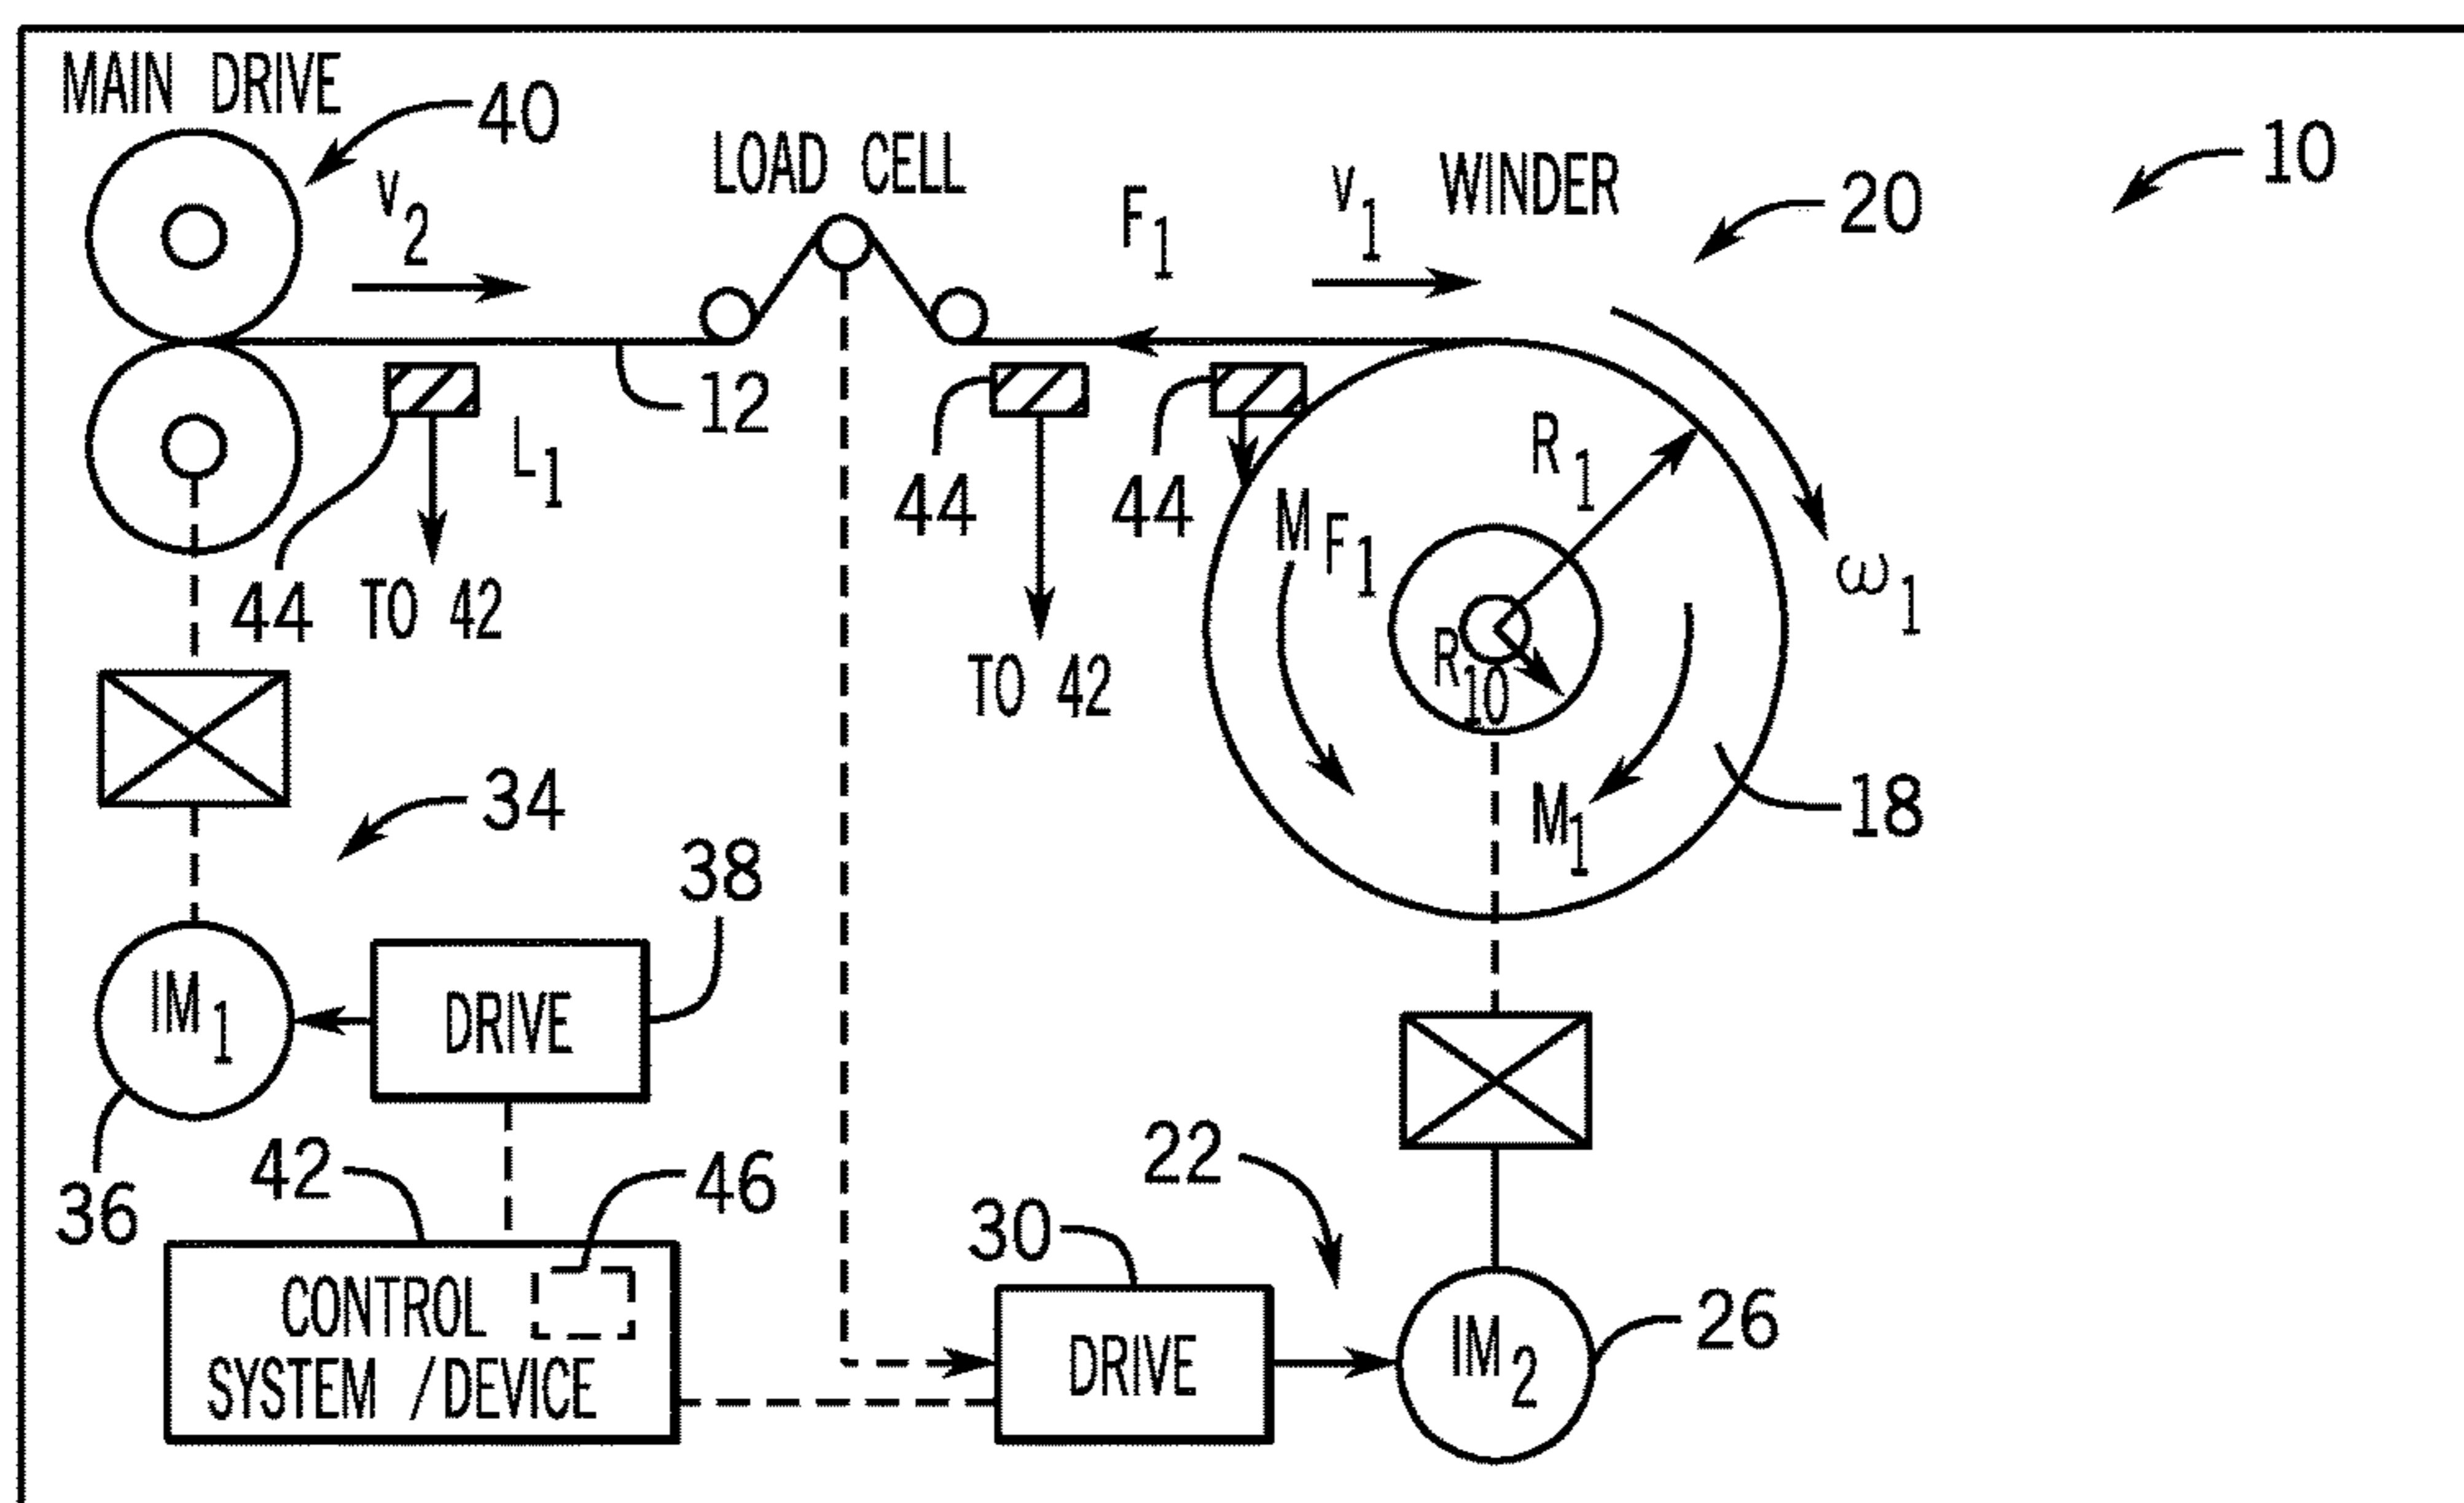 MAIN DRIVE
40
v2
LOAD CELL
F1
v1
WINDER
20
10
12
L1
44
TO 42
44
TO 42
44
MF1
R1
R10
ω1
M1
18
34
38
IM1
DRIVE
36
42
46
CONTROL
SYSTEM /DEVICE
30
22
DRIVE
IM2
26